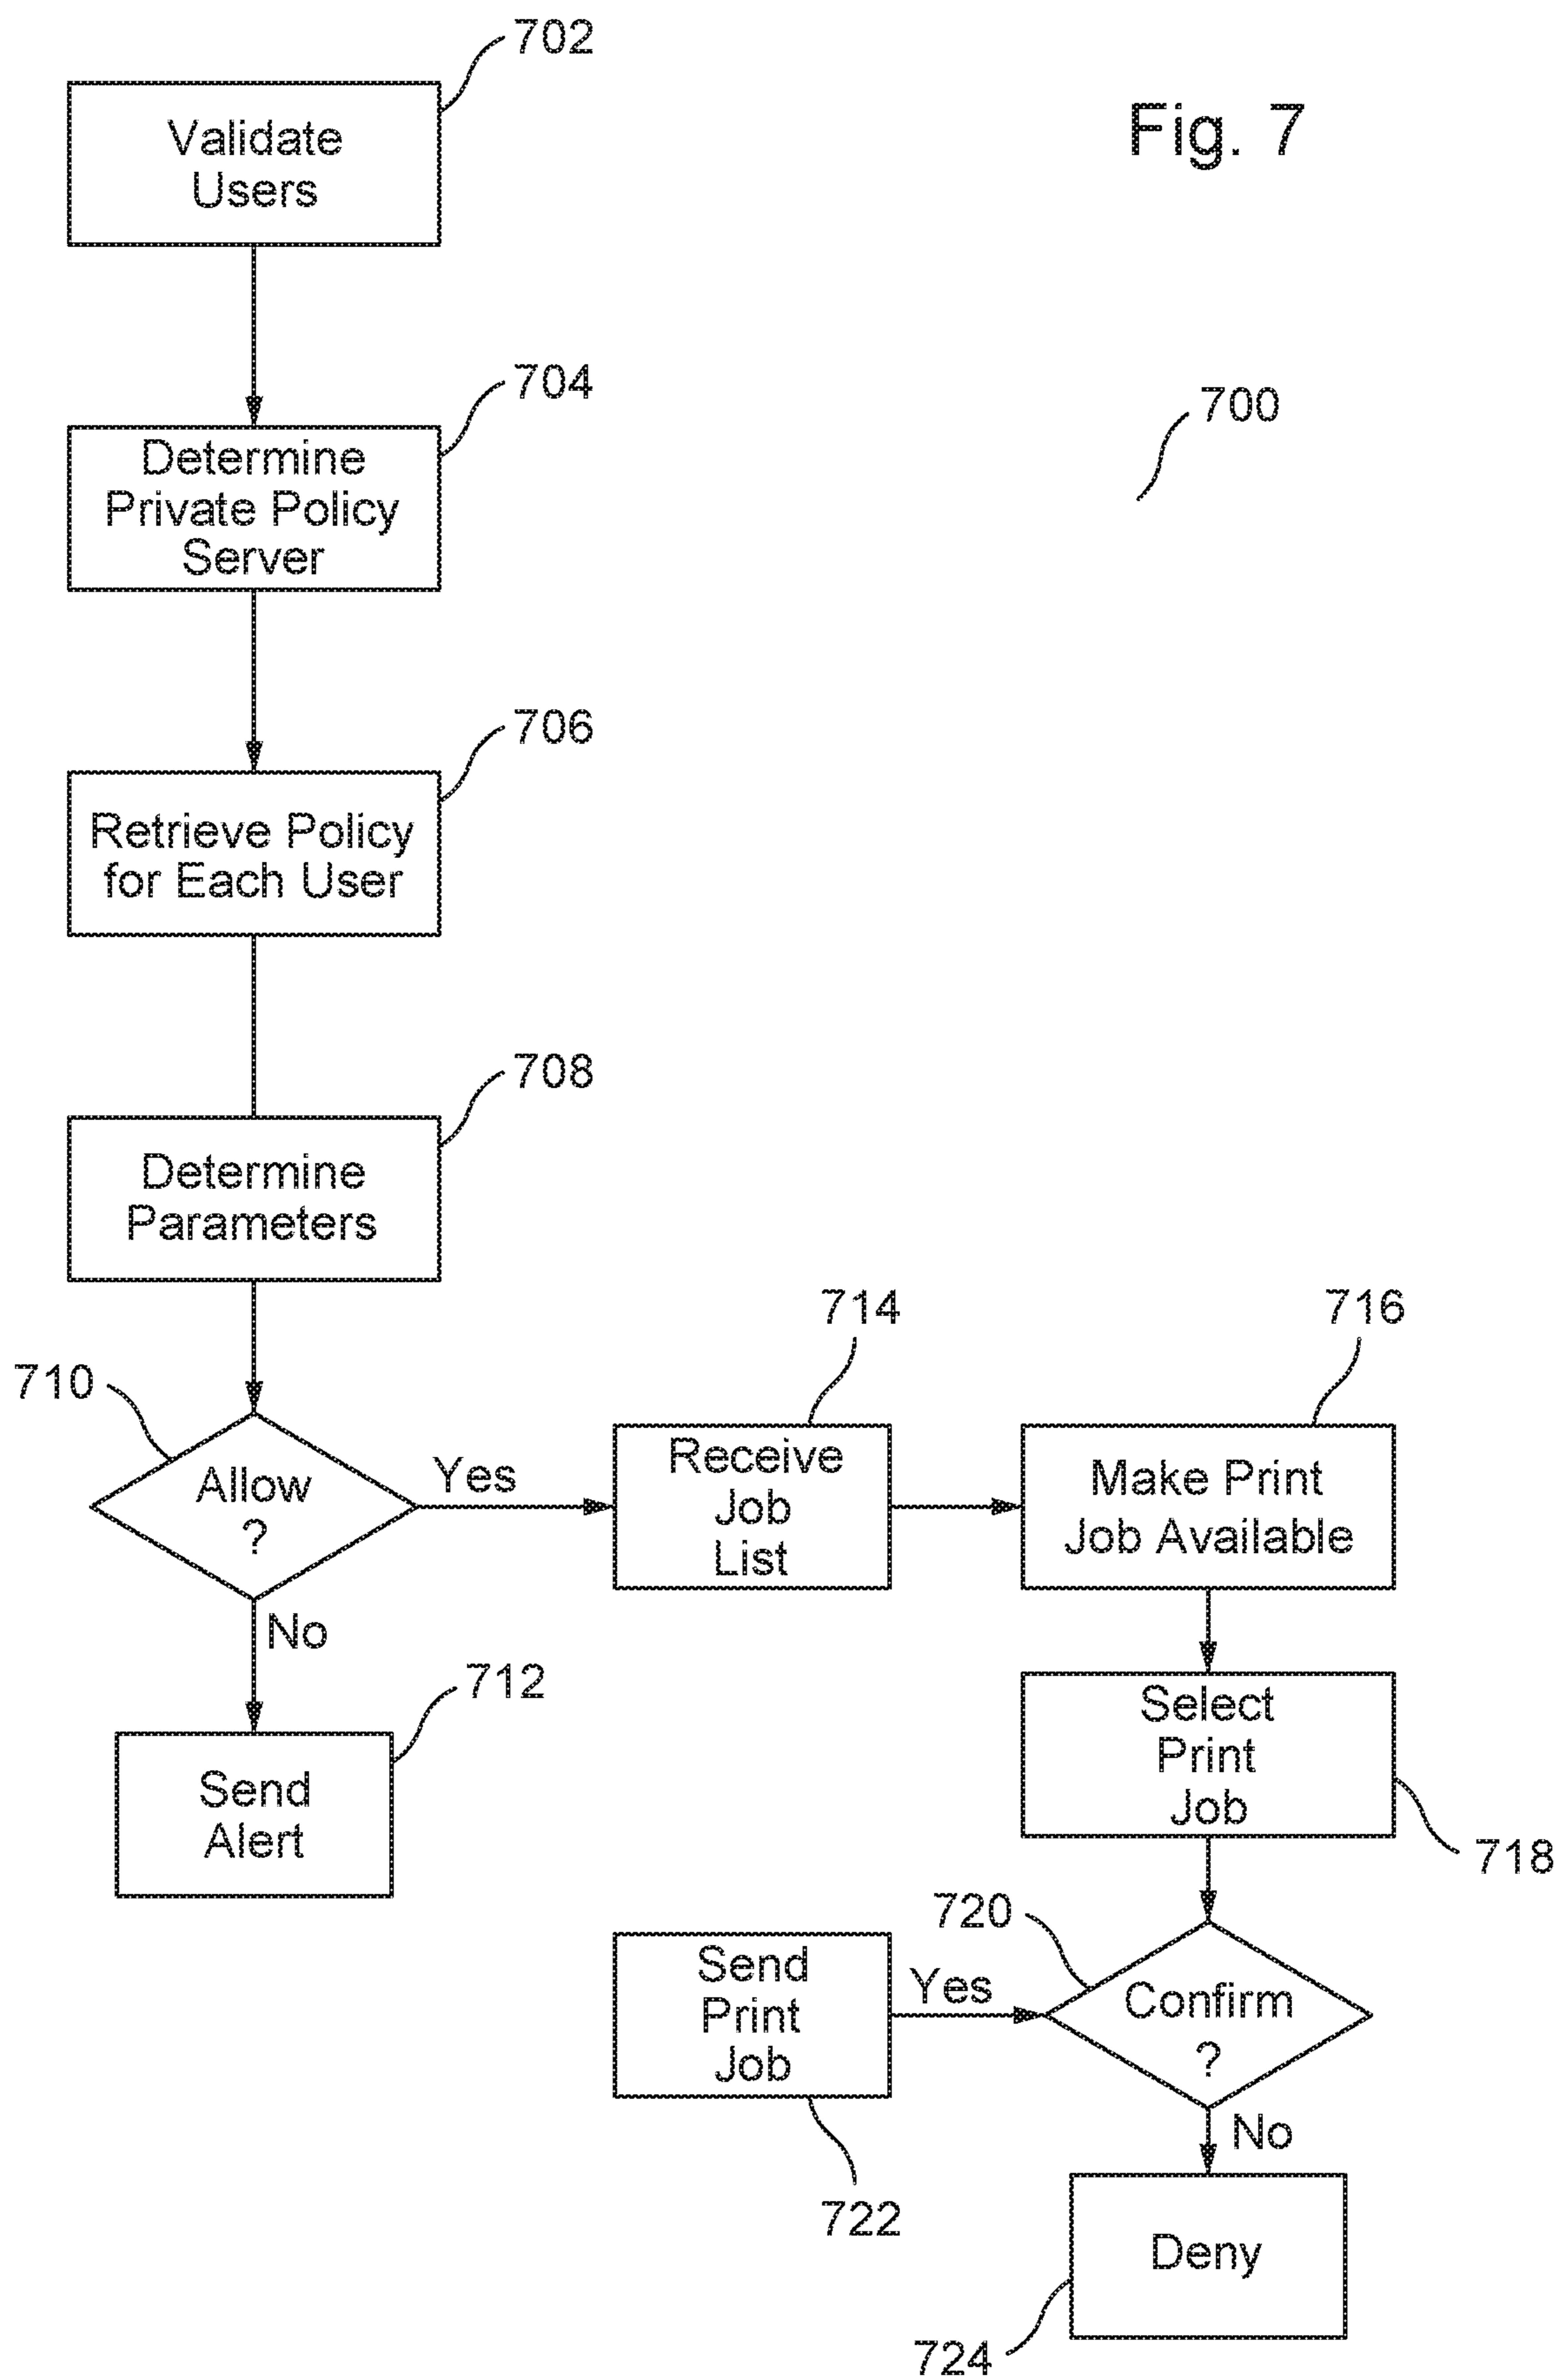 702
Validate
Users
Fig. 7
704
Determine
Private Policy
Server
700
706
Retrieve Policy
for Each User
708
Determine
Parameters
710
Allow
?
Yes
No
712
Send
Alert
714
Receive
Job
List
716
Make Print
Job Available
Select
Print
Job
718
720
Confirm
?
Yes
Send
Print
Job
722
No
Deny
724